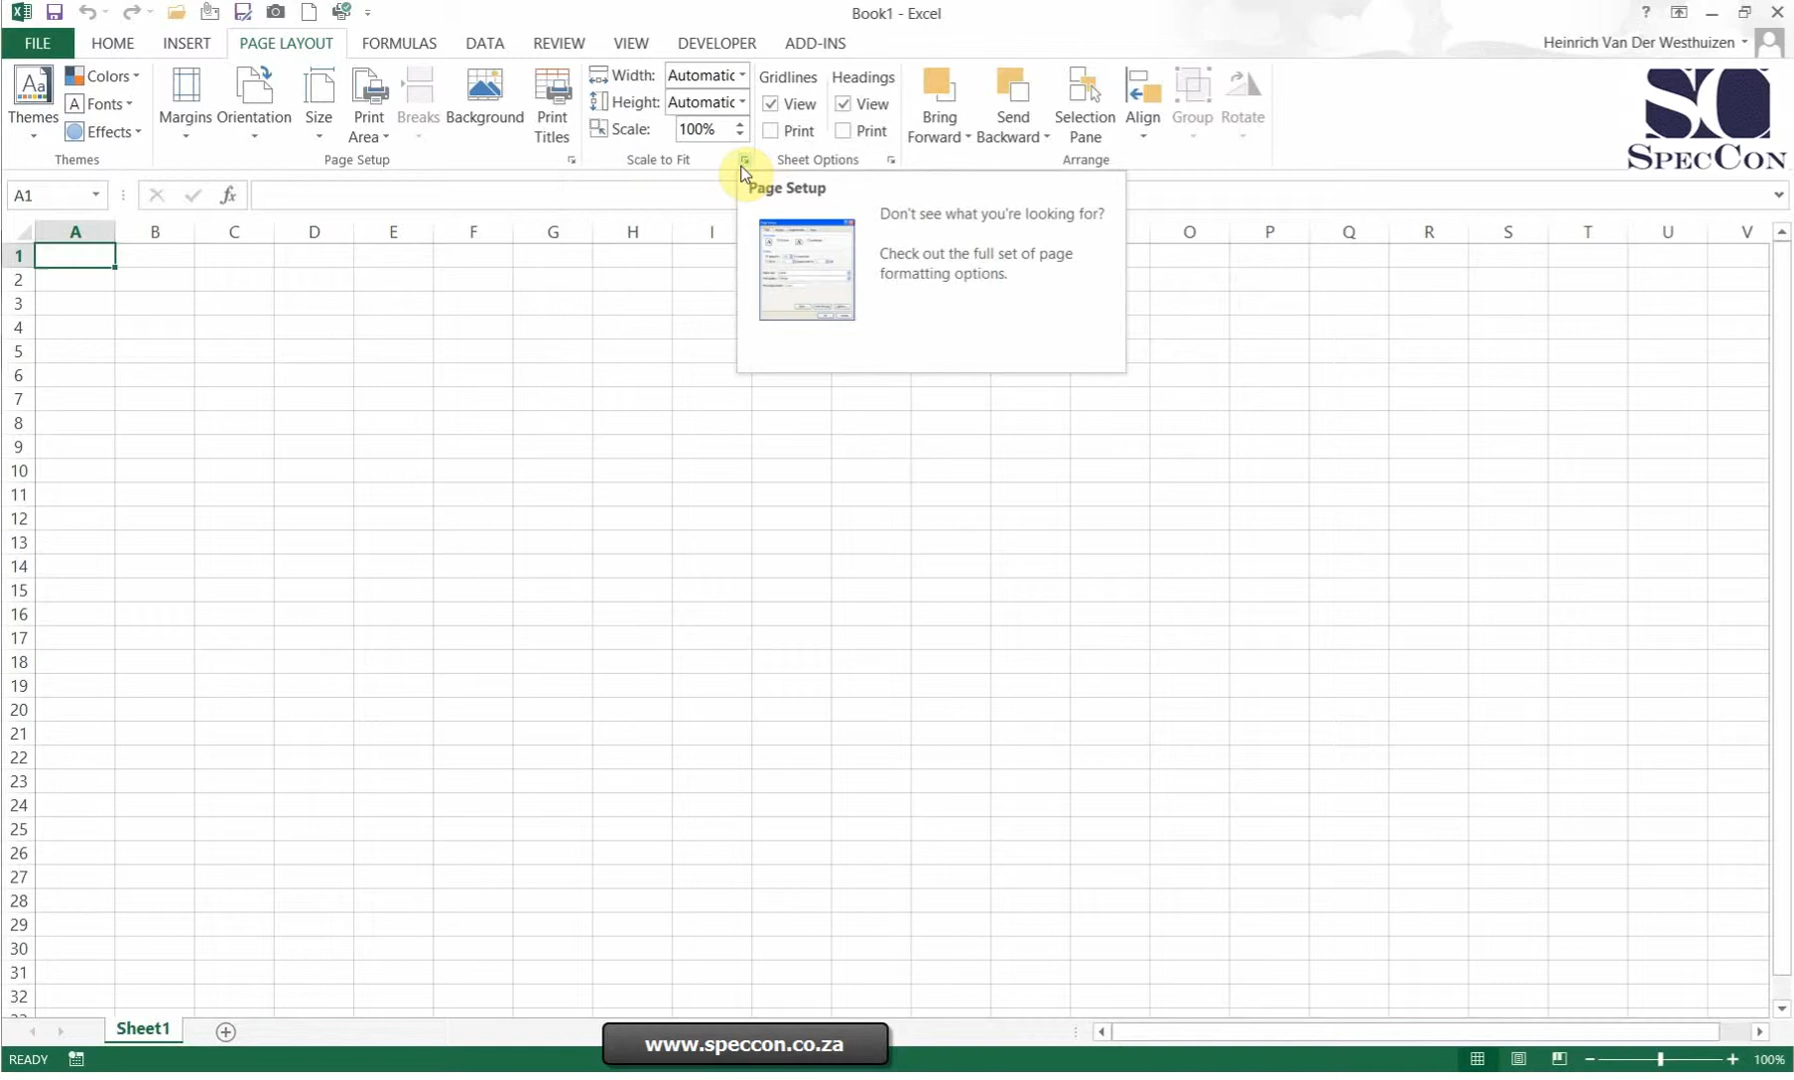 Book1 - Excel
?
FILE HOME INSERT PAGE LAYOUT FORMULAS DATA REVIEW VIEW DEVELOPER ADD-INS Heinrich Van Der Westhuizen
Aa Colors Width: Automatic Gridlines Headings
A Fonts Height: Automatic View View
Themes Effects Margins Orientation Size Print Area Breaks Background Print Titles Scale: 100% Print Print Bring Forward Send Backward Selection Pane Align Group Rotate
SC
SPECCON
Themes Page Setup Scale to Fit Sheet Options Arrange
A1 fx
Page Setup
Don't see what you're looking for?
Check out the full set of page
formatting options.
A B C D E F G H I O P Q R S T U V
1
2
3
4
5
6
7
8
9
10
11
12
13
14
15
16
17
18
19
20
21
22
23
24
25
26
27
28
29
30
31
32
Sheet1
www.speccon.co.za
READY 100%